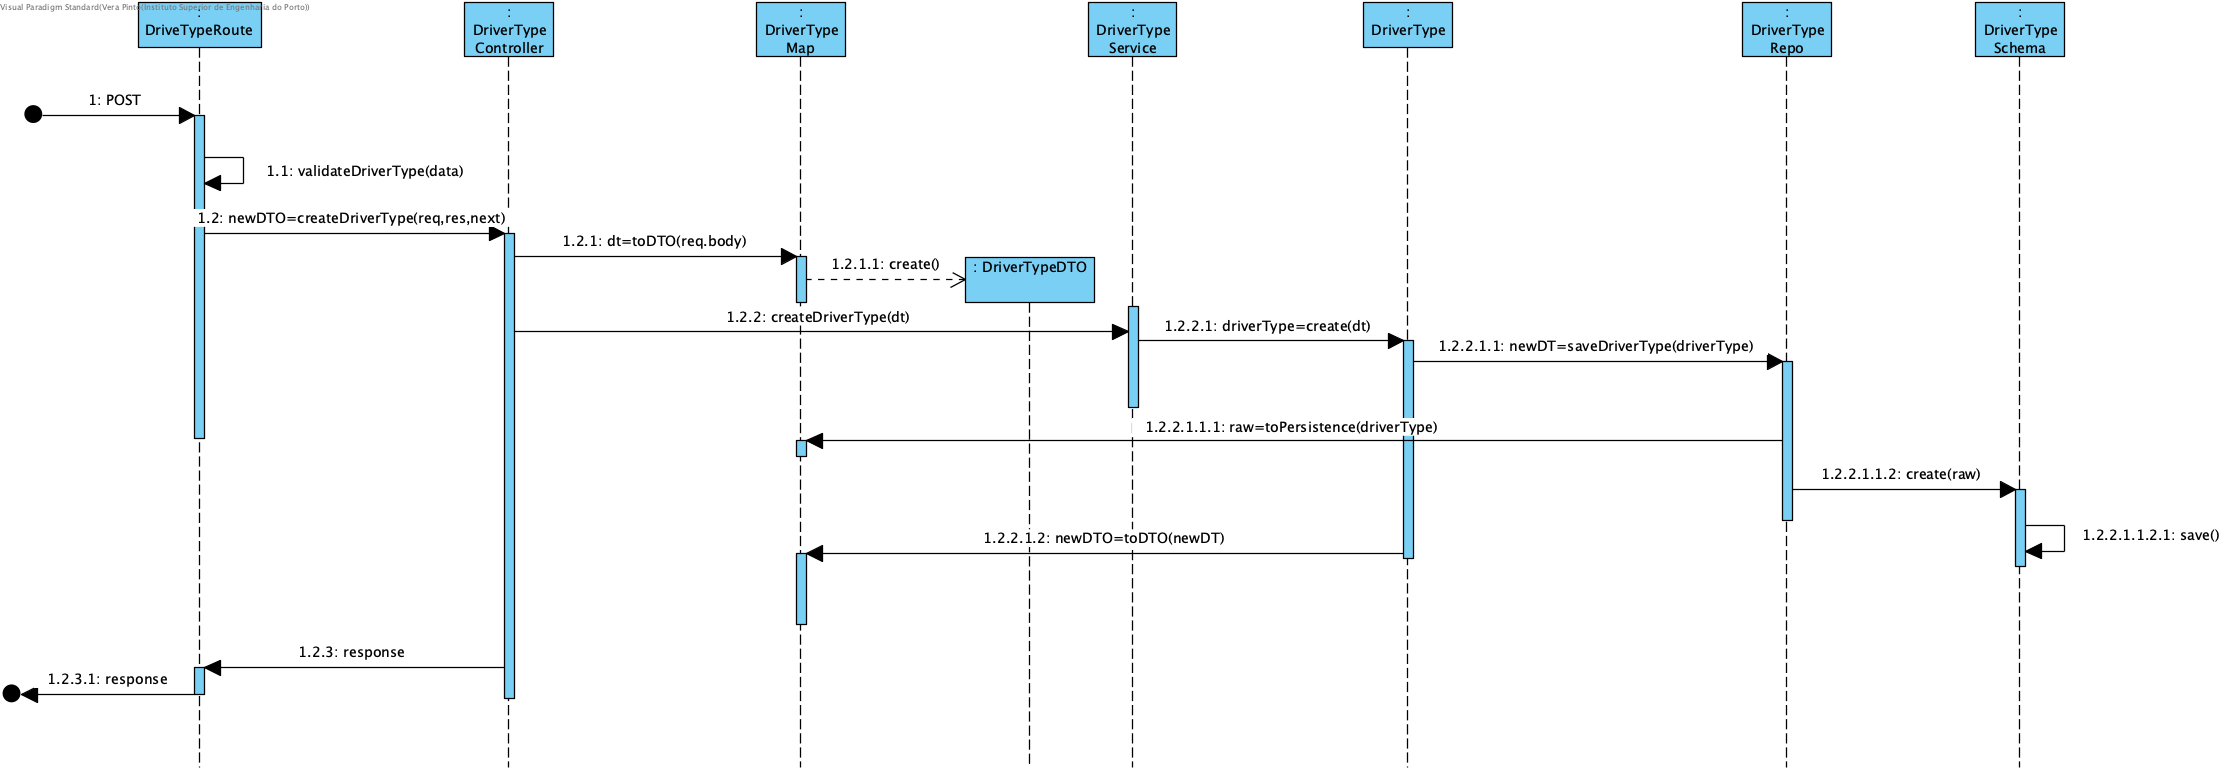 Visual Paradigm Standard(Vera Pinto(Instituto Superior de Engenharia do Porto))
:
DriveTypeRoute
:
DriverType
Controller
:
DriverType
Map
:
DriverType
Service
:
DriverType
:
DriverType
Repo
:
DriverType
Schema
1: POST
1.1: validateDriverType(data)
1.2: newDTO=createDriverType(req,res,next)
1.2.1: dt=toDTO(req.body)
1.2.1.1: create()
: DriverTypeDTO
1.2.2: createDriverType(dt)
1.2.2.1: driverType=create(dt)
1.2.2.1.1: newDT=saveDriverType(driverType)
1.2.2.1.1.1: raw=toPersistence(driverType)
1.2.2.1.1.2: create(raw)
1.2.2.1.1.2.1: save()
1.2.2.1.2: newDTO=toDTO(newDT)
1.2.3: response
1.2.3.1: response